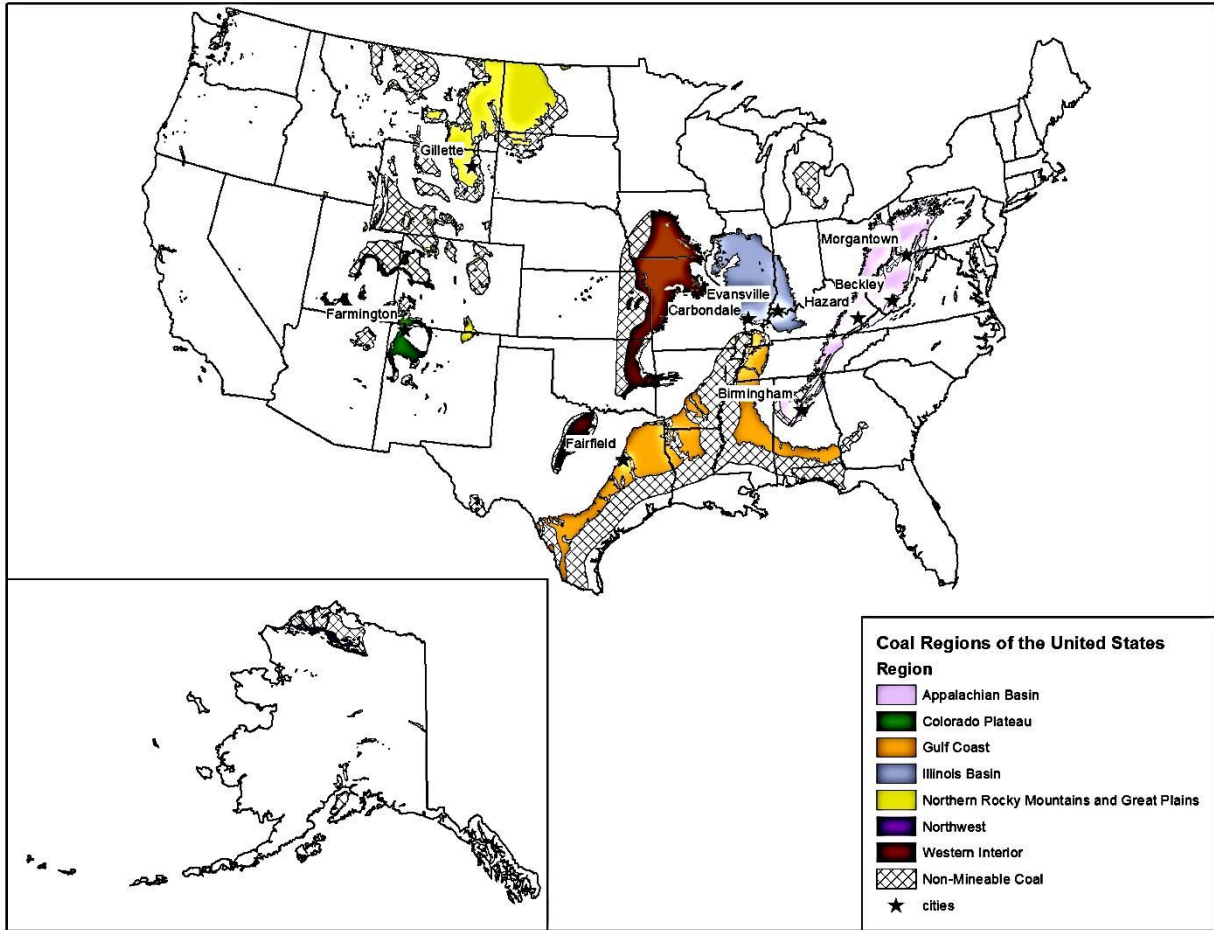 Gillette
Morgantown
Beckley
Evansville
Hazard
Carbondale
Farmington
Birmingham
Fairfield
Coal Regions of the United States
Region
Appalachian Basin
Colorado Plateau
Gulf Coast
Illinois Basin
Northern Rocky Mountains and Great Plains
Northwest
Western Interior
Non-Mineable Coal
cities